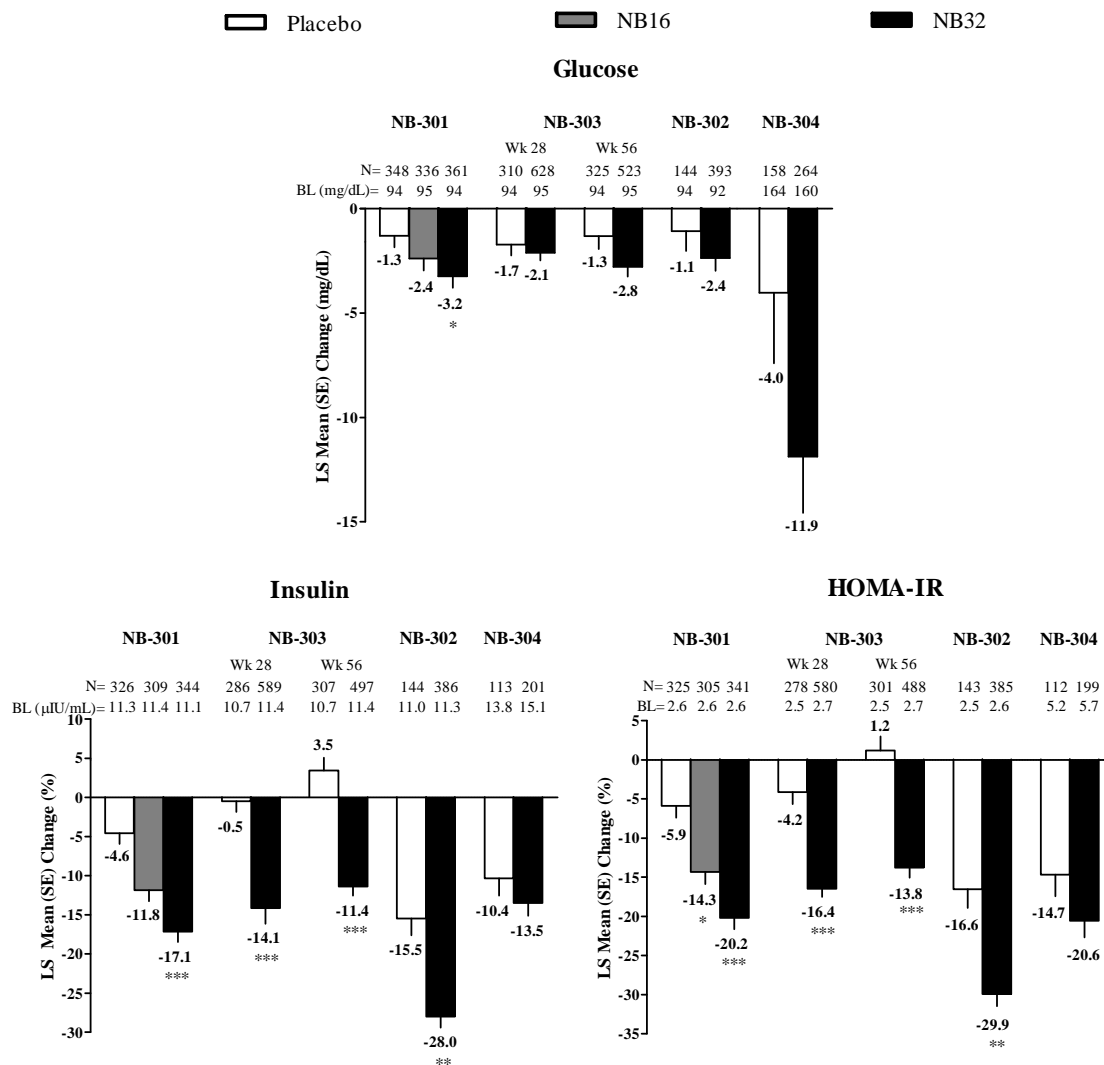 Placebo NB16 NB32
Glucose
NB-301 NB-303 NB-302 NB-304
Wk 28 Wk 56
N= 348 336 361 310 628 325 523 144 393 158 264
BL (mg/dL)= 94 95 94 94 95 94 95 94 92 164 160
LS Mean (SE) Change (mg/dL)
0
-5
-10
-15
-1.3 -2.4 -3.2 -1.7 -2.1 -1.3 -2.8 -1.1 -2.4 -4.0 -11.9
*
Insulin
NB-301 NB-303 NB-302 NB-304
Wk 28 Wk 56
N= 326 309 344 286 589 307 497 144 386 113 201
BL (μIU/mL)= 11.3 11.4 11.1 10.7 11.4 10.7 11.4 11.0 11.3 13.8 15.1
LS Mean (SE) Change (%)
10
5
0
-5
-10
-15
-20
-25
-30
-4.6 -11.8 -17.1 -0.5 -14.1 3.5 -11.4 -15.5 -28.0 -10.4 -13.5
*** *** *** **
HOMA-IR
NB-301 NB-303 NB-302 NB-304
Wk 28 Wk 56
N= 325 305 341 278 580 301 488 143 385 112 199
BL= 2.6 2.6 2.6 2.5 2.7 2.5 2.7 2.5 2.6 5.2 5.7
LS Mean (SE) Change (%)
5
0
-5
-10
-15
-20
-25
-30
-35
-5.9 -14.3 -20.2 -4.2 -16.4 1.2 -13.8 -16.6 -29.9 -14.7 -20.6
* *** *** *** **